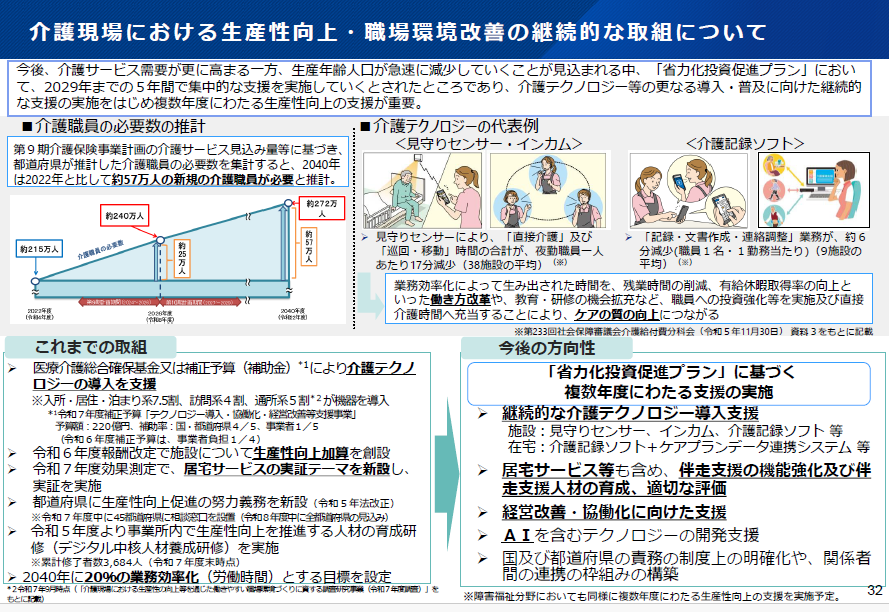 介護現場における生産性向上・職場環境改善の継続的な取組について
今後、介護サービス需要が更に高まる一方、生産年齢人口が急速に減少していくことが見込まれる中、「省力化投資促進プラン」におい
て、2029年までの５年間で集中的な支援を実施していくとされたところであり、介護テクノロジー等の更なる導入・普及に向けた継続的
な支援の実施をはじめ複数年度にわたる生産性向上の支援が重要。
■介護職員の必要数の推計
第９期介護保険事業計画の介護サービス見込み量等に基づき、
都道府県が推計した介護職員の必要数を集計すると、2040年
は2022年と比して約57万人の新規の介護職員が必要と推計。
約215万人
約240万人
約272万
人
介護職員の必要数
約
25
万
人
約
57
万
人
2022年度
(令和4年度)
2026年度
(令和8年度)
2040年度
(令和22年度)
■介護テクノロジーの代表例
＜見守りセンサー・インカム＞
➢ 見守りセンサーにより、「直接介護」及び
「巡回・移動」時間の合計が、夜勤職員一人
あたり17分減少（38施設の平均）（※）
＜介護記録ソフト＞
➢ 「記録・文書作成・連絡調整」業務が、約６
分減少(職員１名・１勤務当たり)（9施設の
平均）（※）
業務効率化によって生み出された時間を、残業時間の削減、有給休暇取得率の向上と
いった働き方改革や、教育・研修の機会拡充など、職員への投資強化等を実施及び直接
介護時間へ充当することにより、ケアの質の向上につながる
※第233回社会保障審議会介護給付費分科会（令和５年11月30日） 資料３をもとに記載
これまでの取組
➢ 医療介護総合確保基金又は補正予算（補助金）*¹により介護テクノ
ロジーの導入を支援
※入所・居住・泊まり系7.5割、訪問系４割、通所系５割*²が機器を導入
*¹令和７年度補正予算「テクノロジー導入・協働化・経営改善等支援事業」
予算額：220億円、補助率：国・都道府県４／５、事業者１／５
（令和６年度補正予算は、事業者負担１／４）
➢ 令和６年度報酬改定で施設について生産性向上加算を創設
➢ 令和７年度効果測定で、居宅サービスの実証テーマを新設し、
実証を実施
➢ 都道府県に生産性向上促進の努力義務を新設（令和５年法改正）
※令和７年度中に45都道府県に相談窓口を設置（令和8年度中に全都道府県の見込み）
➢ 令和５年度より事業所内で生産性向上を推進する人材の育成研
修（デジタル中核人材養成研修）を実施
※累計修了者数3,684人（令和７年度末時点）
➢ 2040年に20%の業務効率化（労働時間）とする目標を設定
*２令和７年9月時点（「介護現場における生産性の向上等を通じた働きやすい職場環境づくりに資する調査研究事業（令和7年度調査）」を
もとに記載）
今後の方向性
「省力化投資促進プラン」に基づく
複数年度にわたる支援の実施
➢ 継続的な介護テクノロジー導入支援
施設：見守りセンサー、インカム、介護記録ソフト 等
在宅：介護記録ソフト＋ケアプランデータ連携システム 等
➢ 居宅サービス等も含め、伴走支援の機能強化及び伴
走支援人材の育成、適切な評価
➢ 経営改善・協働化に向けた支援
➢ ＡＩを含むテクノロジーの開発支援
➢ 国及び都道府県の責務の制度上の明確化や、関係者
間の連携の枠組みの構築
※障害福祉分野においても同様に複数年度にわたる生産性向上の支援を実施予定。
32